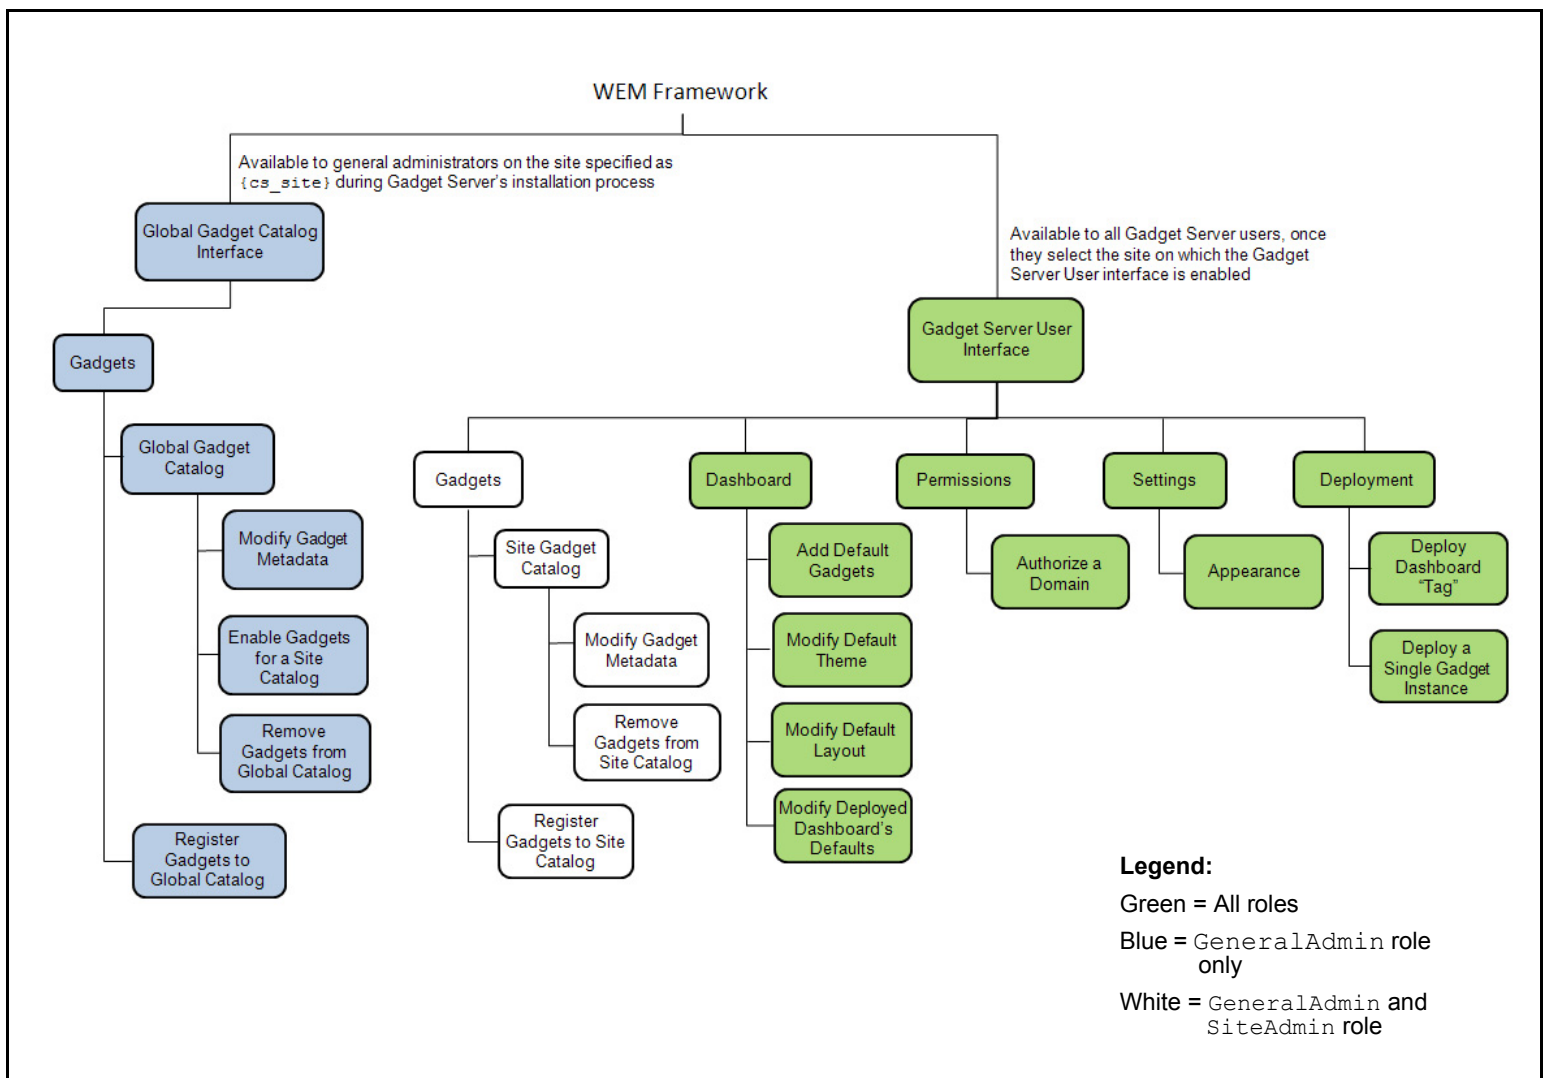 WEM Framework
Available to general administrators on the site specified as
{cs_site} during Gadget Server's installation process
Global Gadget Catalog
Interface
Available to all Gadget Server users, once
they select the site on which the Gadget
Server User interface is enabled
Gadget Server User
Interface
Gadgets
Global Gadget
Catalog
Modify Gadget
Metadata
Enable Gadgets
for a Site
Catalog
Remove
Gadgets from
Global Catalog
Register
Gadgets to
Global Catalog
Gadgets
Site Gadget
Catalog
Modify Gadget
Metadata
Remove
Gadgets from
Site Catalog
Register
Gadgets to Site
Catalog
Dashboard
Add Default
Gadgets
Modify Default
Theme
Modify Default
Layout
Modify Deployed
Dashboard's
Defaults
Permissions
Authorize a
Domain
Settings
Appearance
Deployment
Deploy
Dashboard
“Tag”
Deploy a
Single Gadget
Instance
Legend:
Green = All roles
Blue = GeneralAdmin role
only
White = GeneralAdmin and
SiteAdmin role